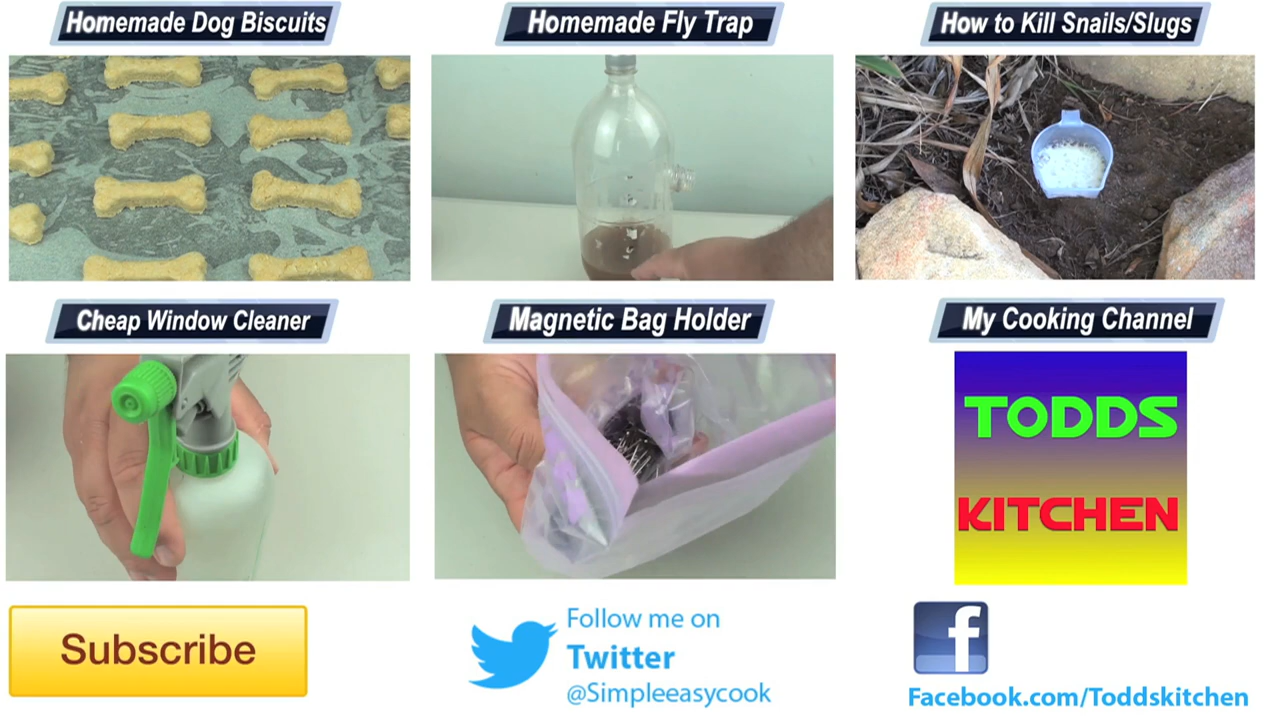 Homemade Dog Biscuits
Homemade Fly Trap
How to Kill Snails/Slugs
Cheap Window Cleaner
Magnetic Bag Holder
My Cooking Channel
TODDS
KITCHEN
Subscribe
Follow me on
Twitter
@Simpleeasycook
f
Facebook.com/Toddskitchen